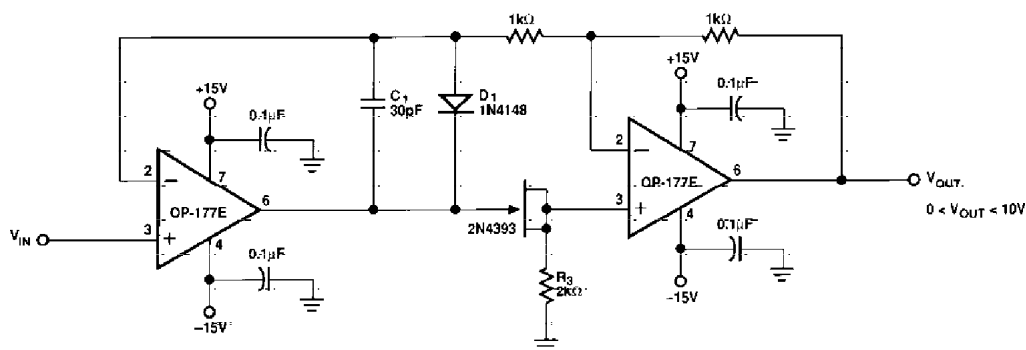 1kΩ
1kΩ
+15V
0.1µF
C1
30pF
D1
1N4148
+15V
0.1µF
2
7
OP-177E
6
3
4
VIN
0.1µF
−15V
2N4393
R3
2kΩ
2
7
OP-177E
6
3
4
0.1µF
−15V
VOUT
0 < VOUT < 10V